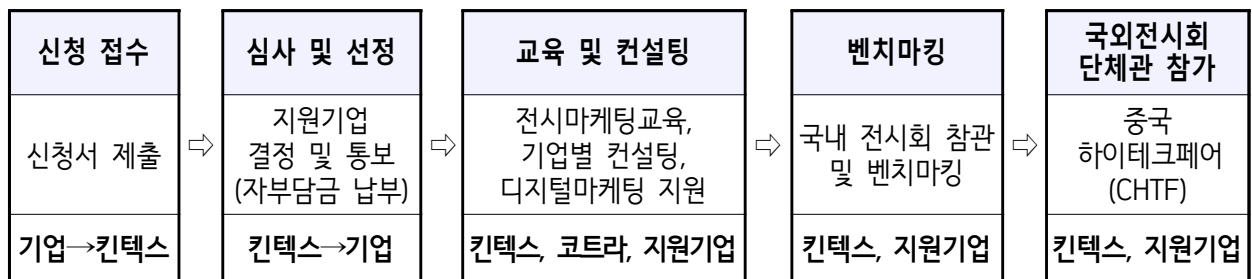 신청 접수
신청서 제출
기업→킨텍스
⇨
심사 및 선정
지원기업
결정 및 통보
(자부담금 납부)
킨텍스→기업
⇨
교육 및 컨설팅
전시마케팅교육,
기업별 컨설팅,
디지털마케팅 지원
킨텍스, 코트라, 지원기업
⇨
벤치마킹
국내 전시회 참관
및 벤치마킹
킨텍스, 지원기업
⇨
국외전시회
단체관 참가
중국
하이테크페어
(CHTF)
킨텍스, 지원기업